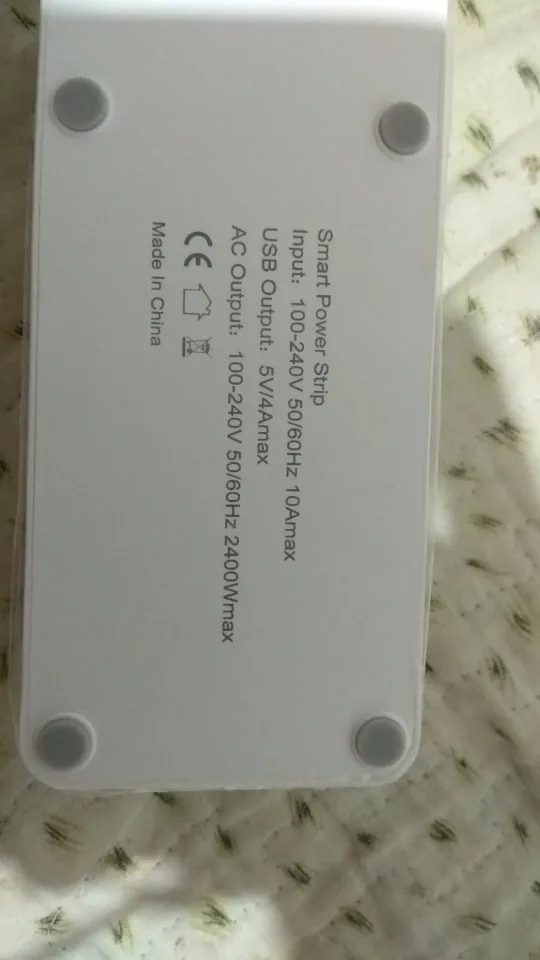 Smart Power Strip
Input: 100-240V 50/60Hz 10Amax
USB Output: 5V/4Amax
AC Output: 100-240V 50/60Hz 2400Wmax
CE
Made In China